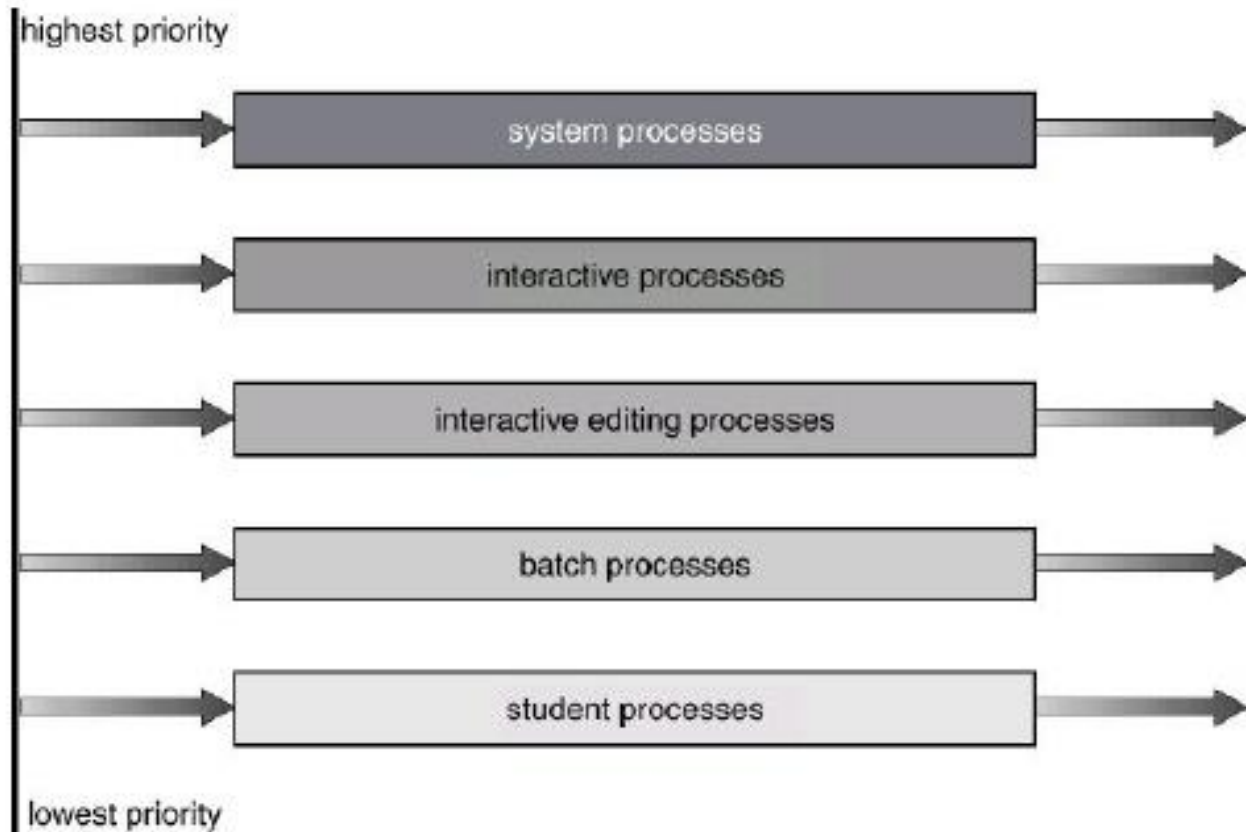 highest priority
system processes
interactive processes
interactive editing processes
batch processes
student processes
lowest priority